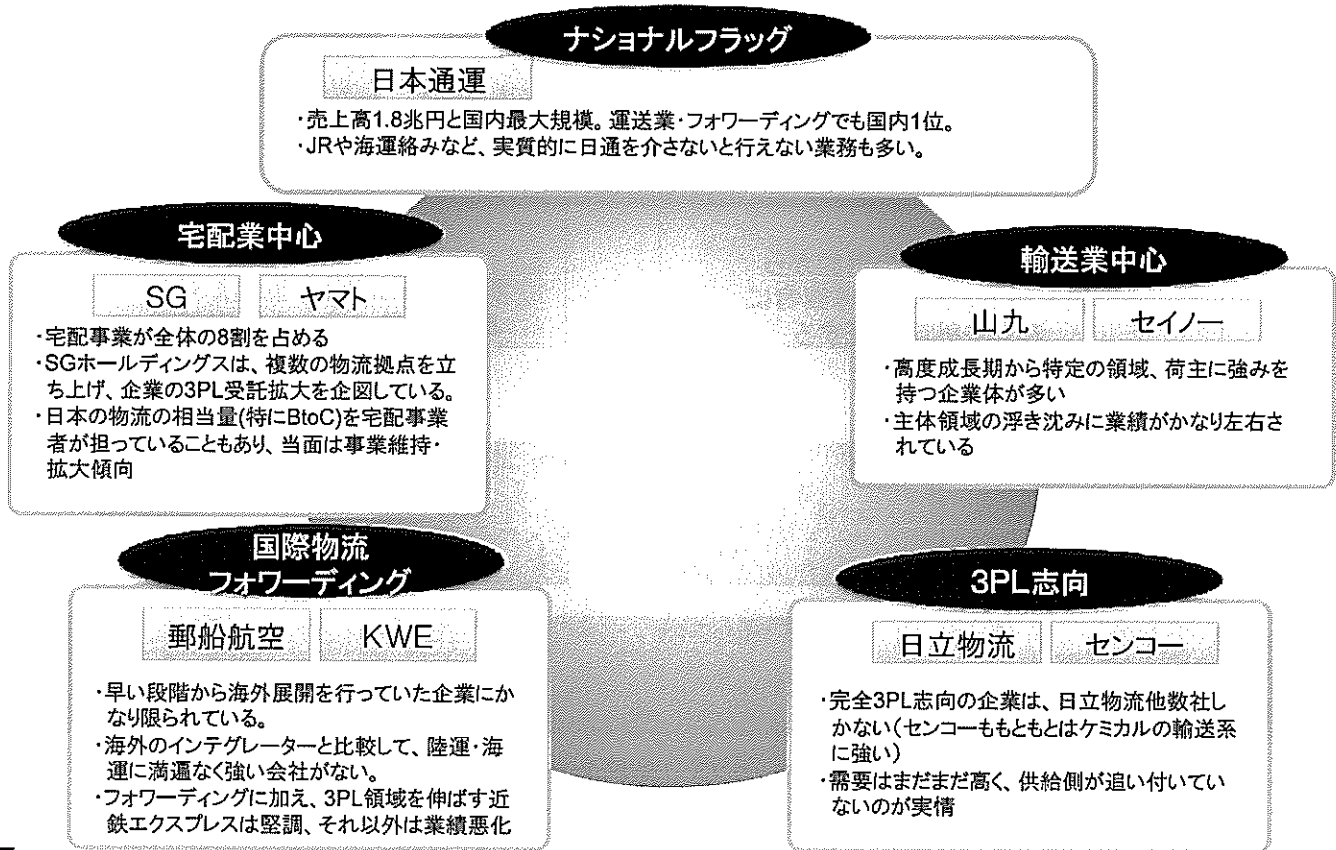 ナショナルフラッグ
日本通運
・売上高1.8兆円と国内最大規模。運送業・フォワーディングでも国内1位。
・JRや海運絡みなど、実質的に日通を介さないと行えない業務も多い。
宅配業中心
SG ヤマト
・宅配事業が全体の8割を占める
・SGホールディングスは、複数の物流拠点を立
ち上げ、企業の3PL受託拡大を企図している。
・日本の物流の相当量(特にBtoC)を宅配事業
者が担っていることもあり、当面は事業維持・
拡大傾向
輸送業中心
山九 セイノー
・高度成長期から特定の領域、荷主に強みを
持つ企業体が多い
・主体領域の浮き沈みに業績がかなり左右さ
れている
国際物流
フォワーディング
郵船航空 KWE
・早い段階から海外展開を行っていた企業にか
なり限られている。
・海外のインテグレーターと比較して、陸運・海
運に満遍なく強い会社がない。
・フォワーディングに加え、3PL領域を伸ばす近
鉄エクスプレスは堅調、それ以外は業績悪化
3PL志向
日立物流 センコー
・完全3PL志向の企業は、日立物流他数社し
かない（センコーももともとはケミカルの輸送系
に強い）
・需要はまだまだ高く、供給側が追い付いてい
ないのが実情